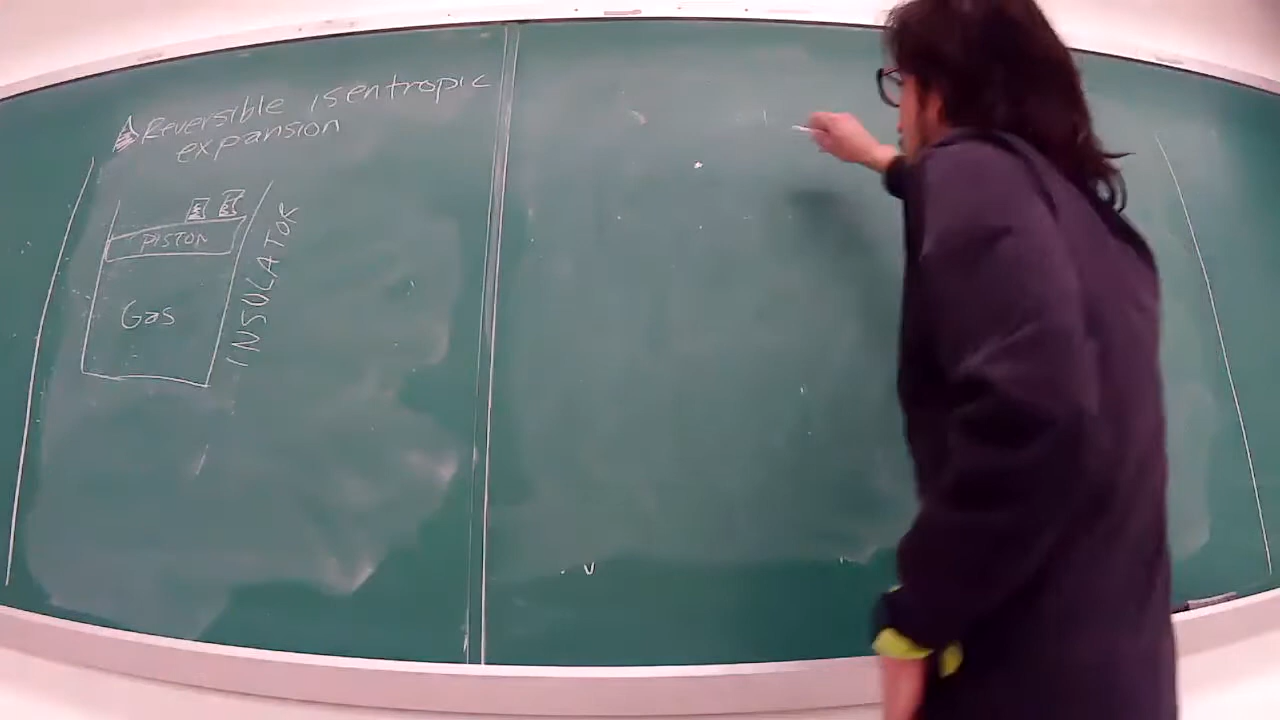 Reversible isentropic
expansion
PISTON
Gas
INSULATOR